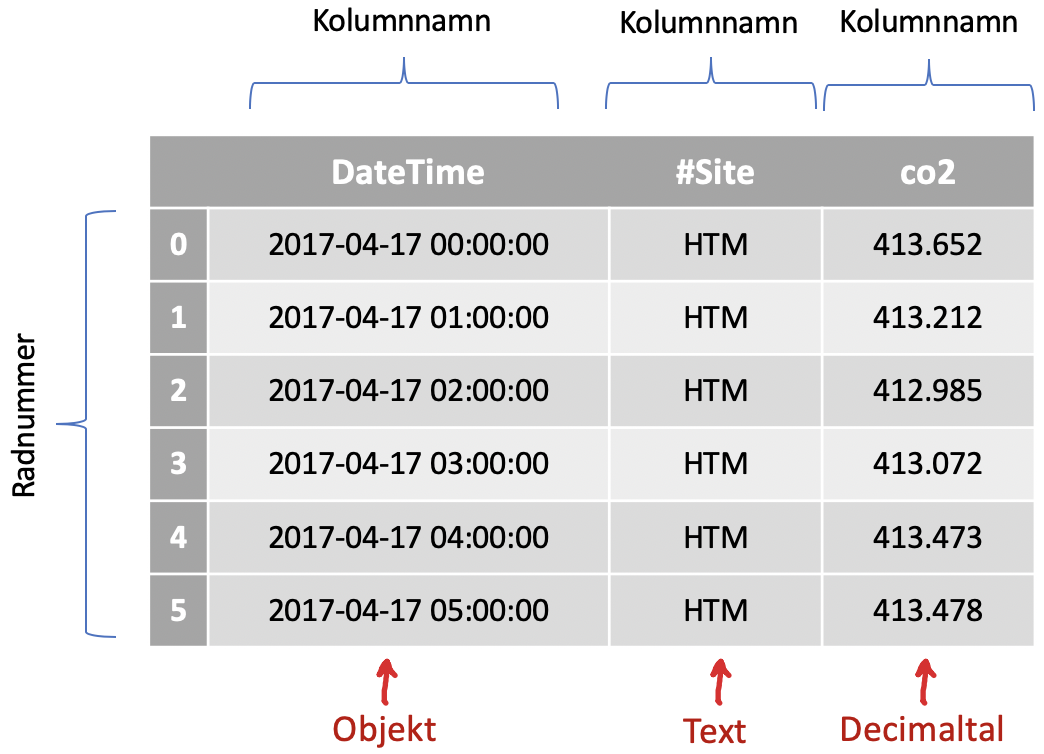 Kolumnnamn Kolumnnamn Kolumnnamn
DateTime #Site co2
0 2017-04-17 00:00:00 HTM 413.652
1 2017-04-17 01:00:00 HTM 413.212
2 2017-04-17 02:00:00 HTM 412.985
3 2017-04-17 03:00:00 HTM 413.072
4 2017-04-17 04:00:00 HTM 413.473
5 2017-04-17 05:00:00 HTM 413.478
Radnummer
Objekt Text Decimaltal